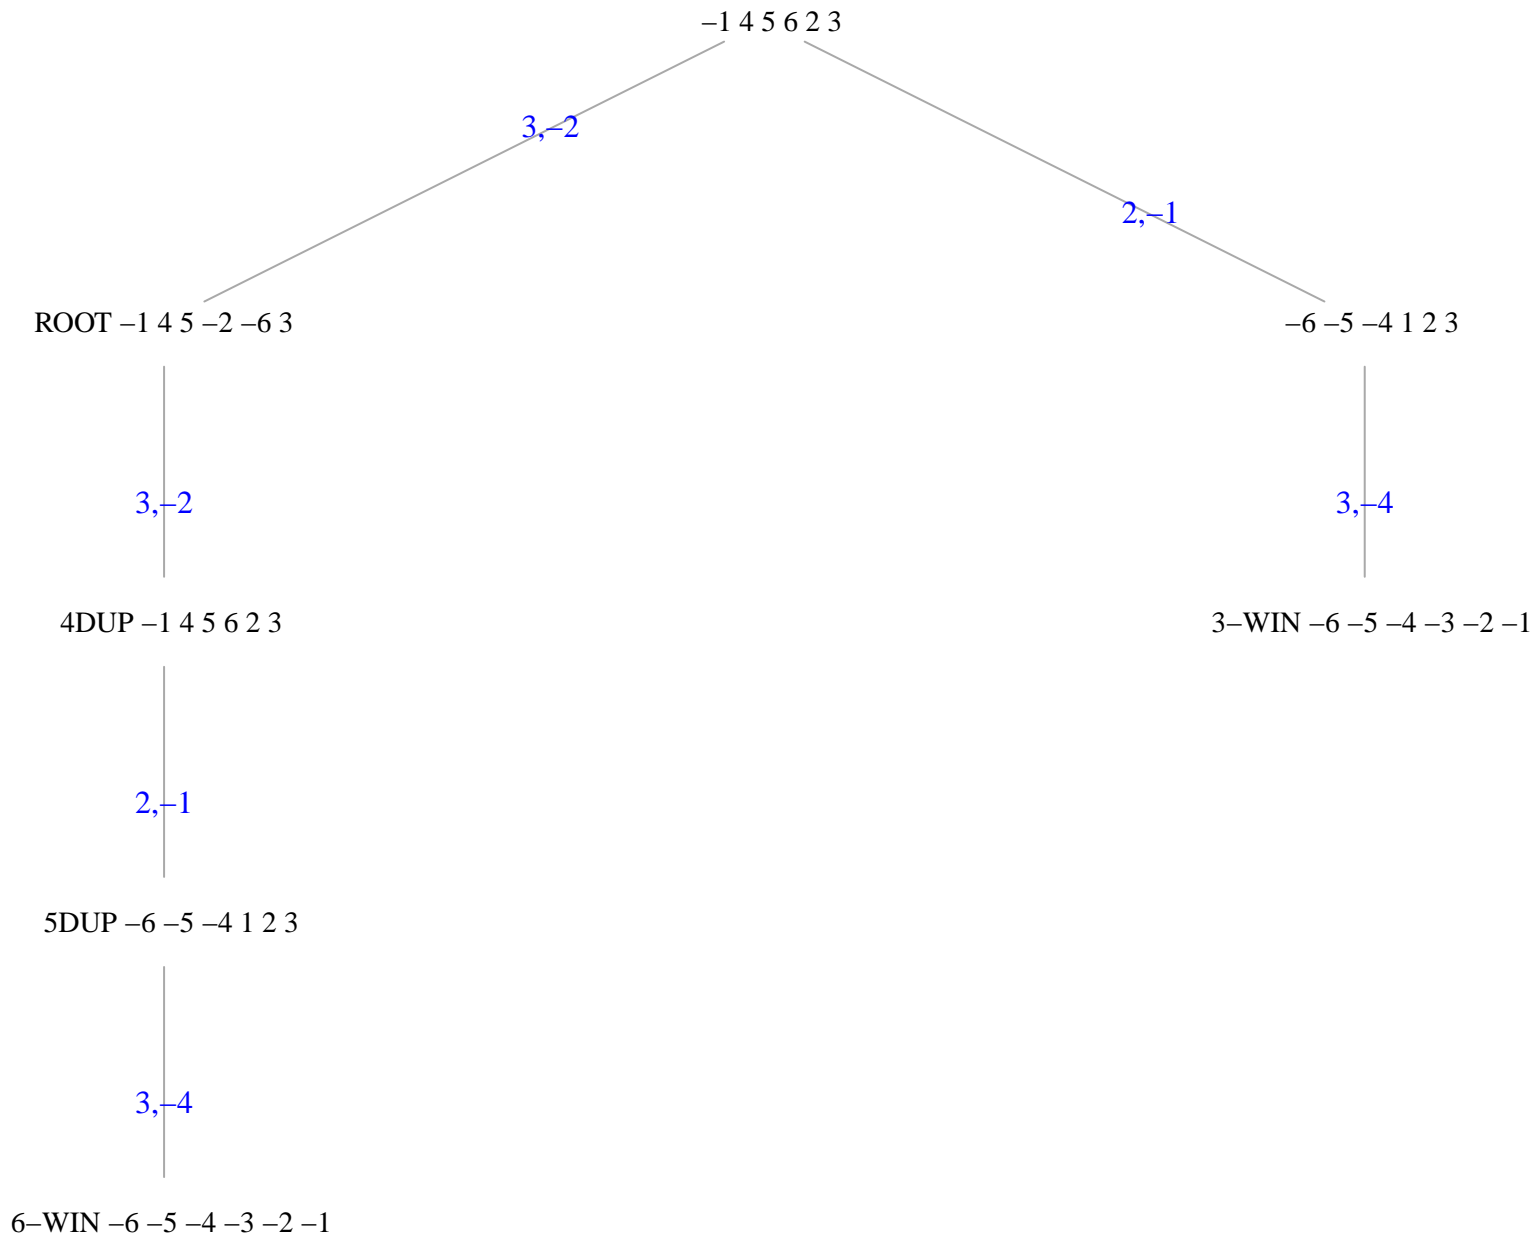 –1 4 5 6 2 3
3,–2
2,–1
ROOT –1 4 5 –2 –6 3
–6 –5 –4 1 2 3
3,–2
3,–4
4DUP –1 4 5 6 2 3
3–WIN –6 –5 –4 –3 –2 –1
2,–1
5DUP –6 –5 –4 1 2 3
3,–4
6–WIN –6 –5 –4 –3 –2 –1